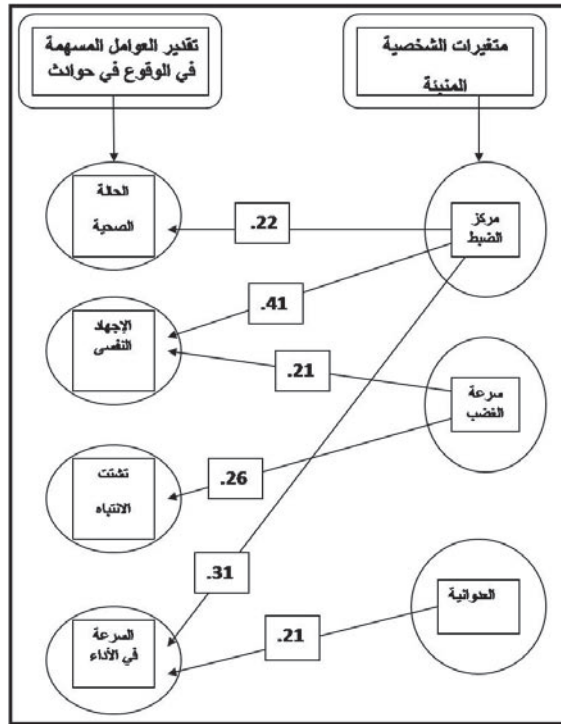 متغيرات الشخصية
المنبئة
تقدير العوامل المسهمة
في الوقوع في حوادث
مركز
الضبط
.22
الحالة
الصحية
.41
الإجهاد
النفسى
سرعة
الغضب
.21
.26
تشتت
الانتباه
.31
العدوانية
.21
السرعة
في الأداء